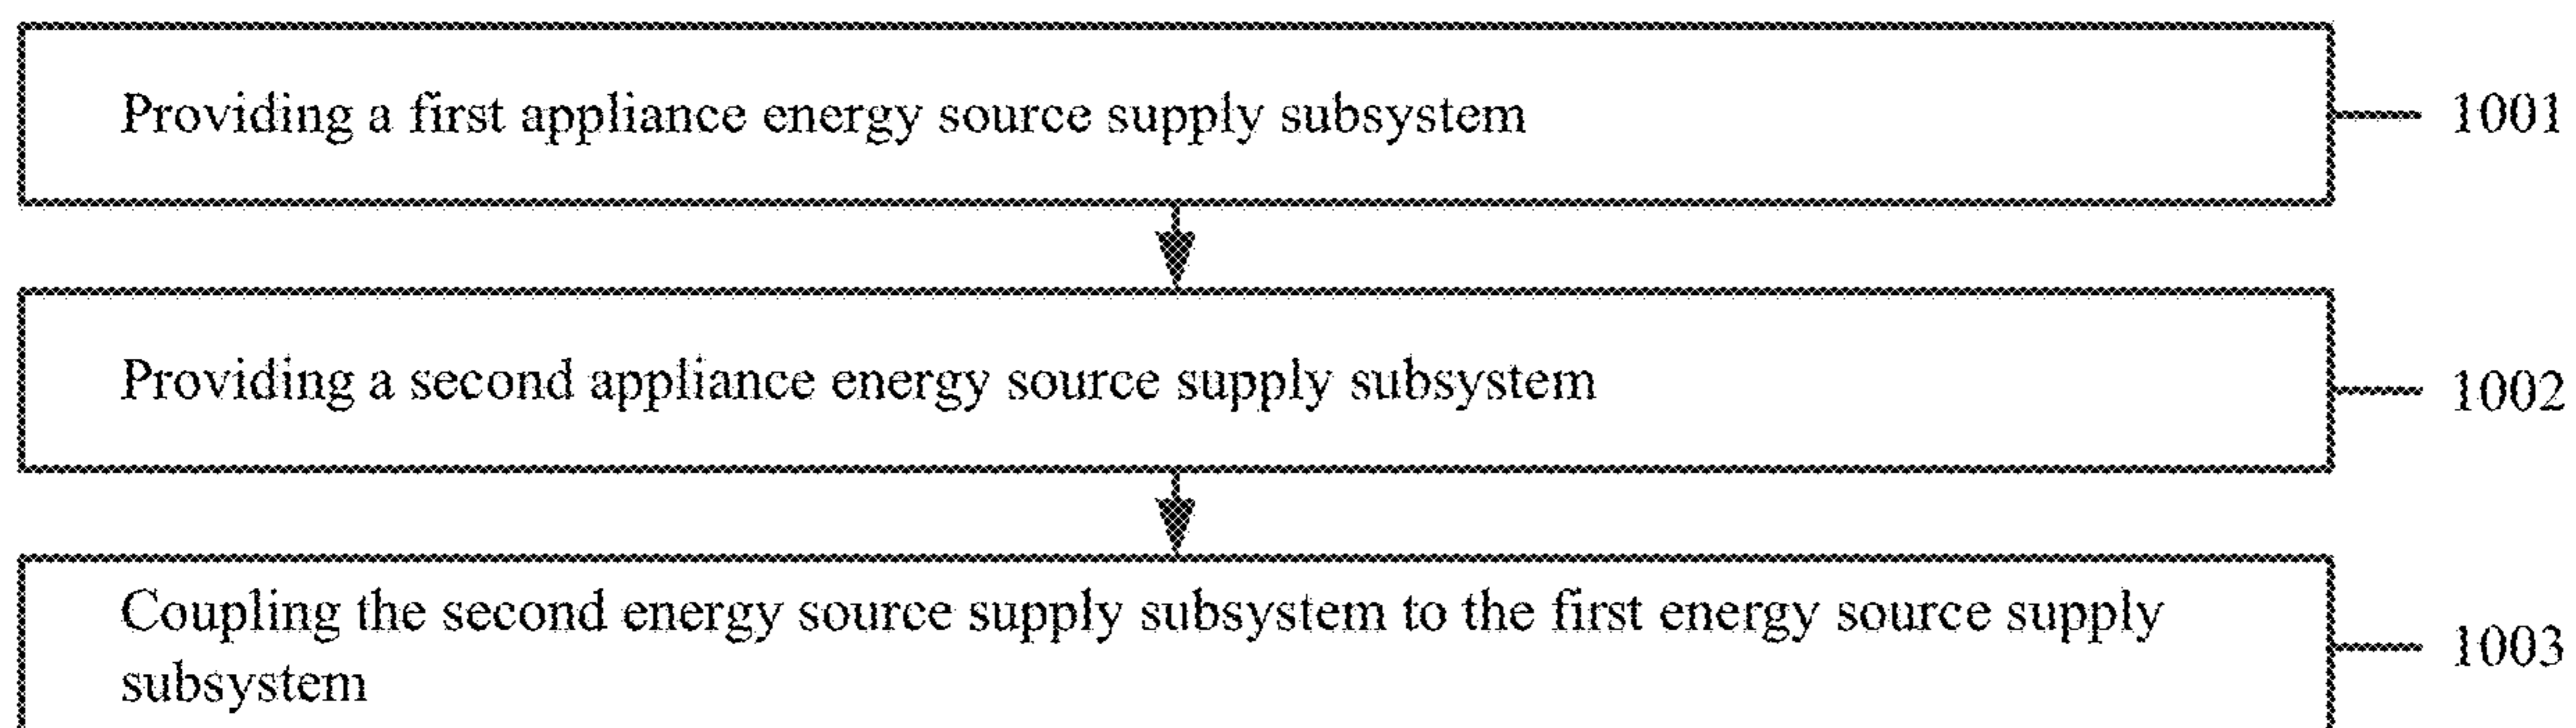 Providing a first appliance energy source supply subsystem
1001
Providing a second appliance energy source supply subsystem
1002
Coupling the second energy source supply subsystem to the first energy source supply
subsystem
1003